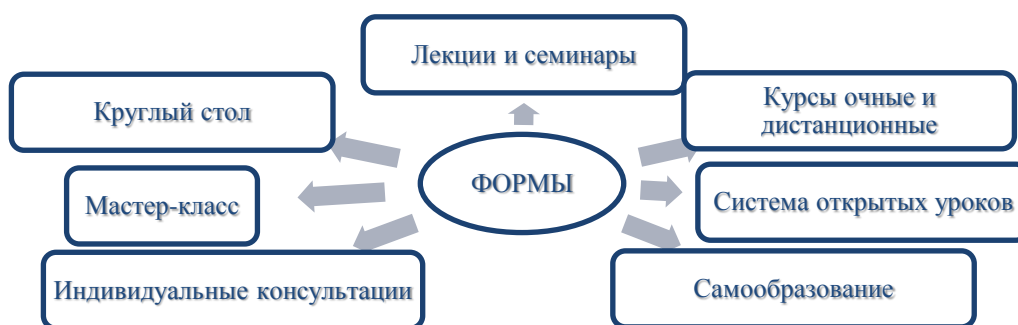 Лекции и семинары
Круглый стол
Курсы очные и
дистанционные
ФОРМЫ
Мастер-класс
Система открытых уроков
Индивидуальные консультации
Самообразование